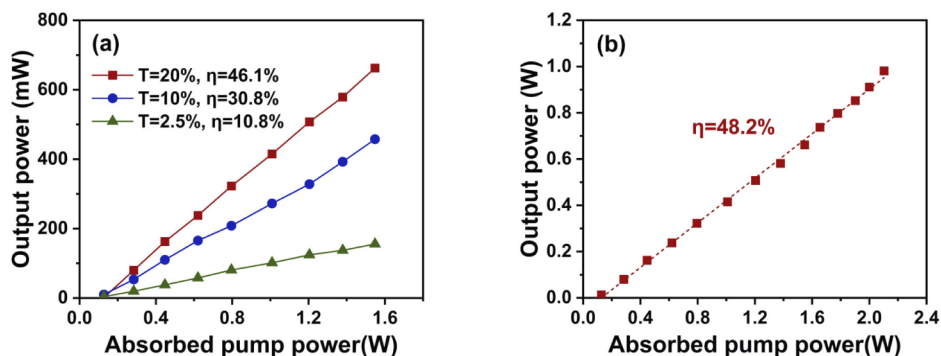 (a)
T=20%, η=46.1%
T=10%, η=30.8%
T=2.5%, η=10.8%
Output power (mW)
800
600
400
200
0
0.0 0.4 0.8 1.2 1.6
Absorbed pump power(W)
(b)
η=48.2%
Output power (W)
1.0
0.8
0.6
0.4
0.2
0.0
0.0 0.4 0.8 1.2 1.6 2.0 2.4
Absorbed pump power(W)